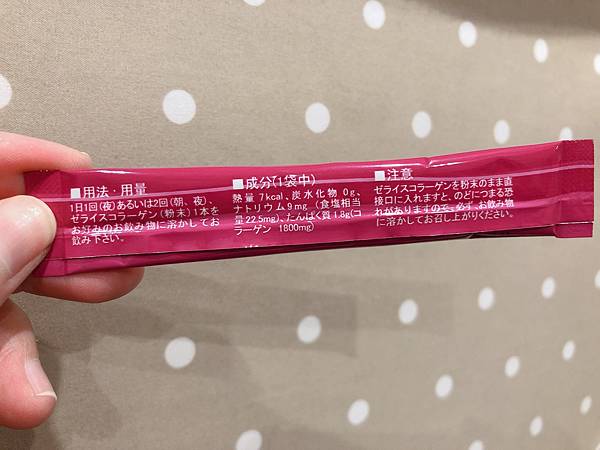 ■用法・用量
1日1回(夜)あるいは2回(朝、夜)、
ゼライスコラーゲン(粉末)1本を
お好みのお飲み物に溶かしてお
飲み下さい。
■成分(1袋中)
熱量 7kcal、炭水化物 0g、
ナトリウム 9mg (食塩相当
量 22.5mg)、たんぱく質 1.8g(コ
ラーゲン 1800mg)
■注意
ゼライスコラーゲンを粉末のまま直
接口に入れますと、のどにつまる恐
れがありますので、必ず、お飲み物
に溶かしてお召し上がりください。